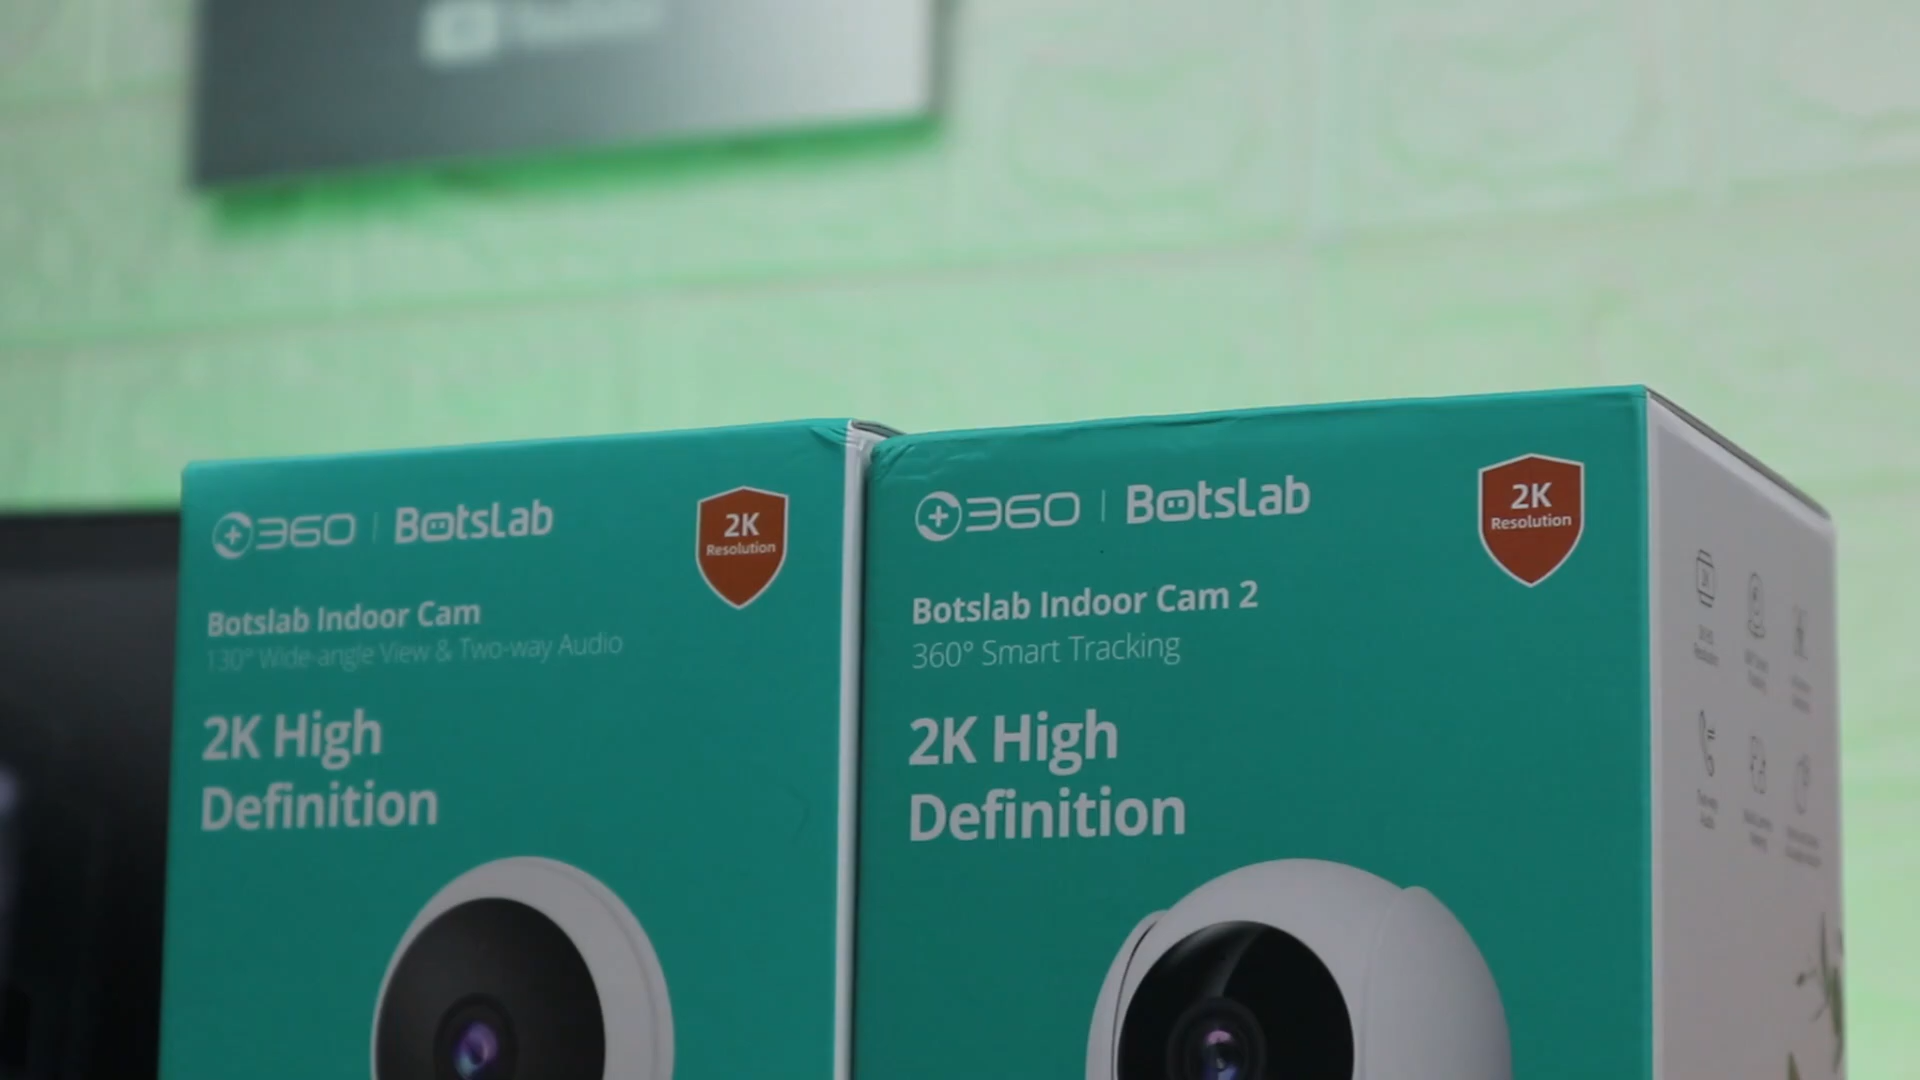 360 | BotsLab
2K
Resolution
Botslab Indoor Cam
130° Wide-angle View & Two-way Audio
2K High
Definition
360 | BotsLab
2K
Resolution
Botslab Indoor Cam 2
360° Smart Tracking
2K High
Definition